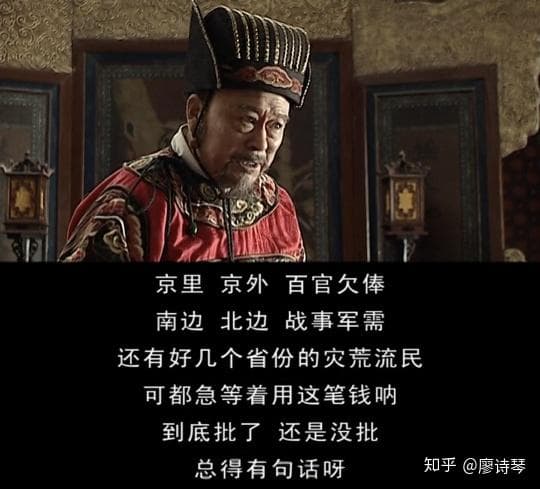 京里 京外 百官欠俸
南边 北边 战事军需
还有好几个省份的灾荒流民
可都急等着用这笔钱呐
到底批了 还是没批
总得有句话呀
知乎 @廖诗琴